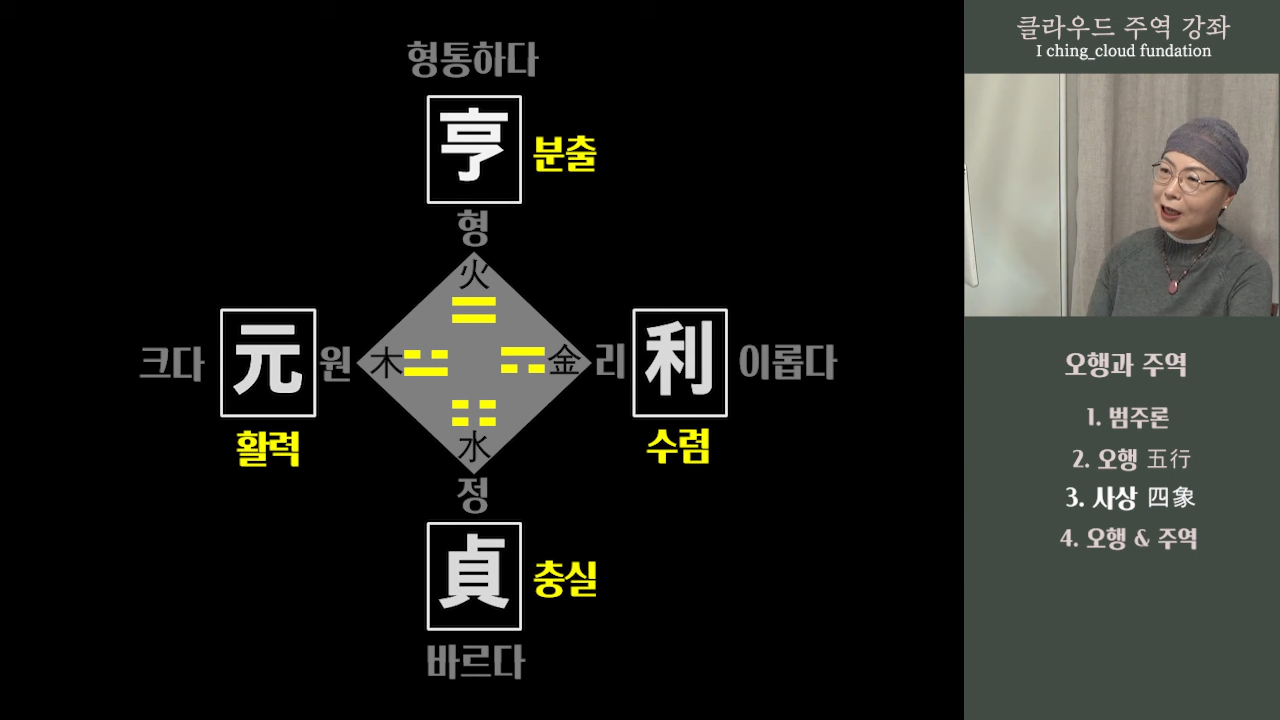 형통하다
亨 분출
형
火
크다 元 원 木 金 리 利 이롭다
활력 수렴
水
정
貞 충실
바르다
클라우드 주역 강좌
I ching_cloud fundation
오행과 주역
1. 범주론
2. 오행 五行
3. 사상 四象
4. 오행 & 주역